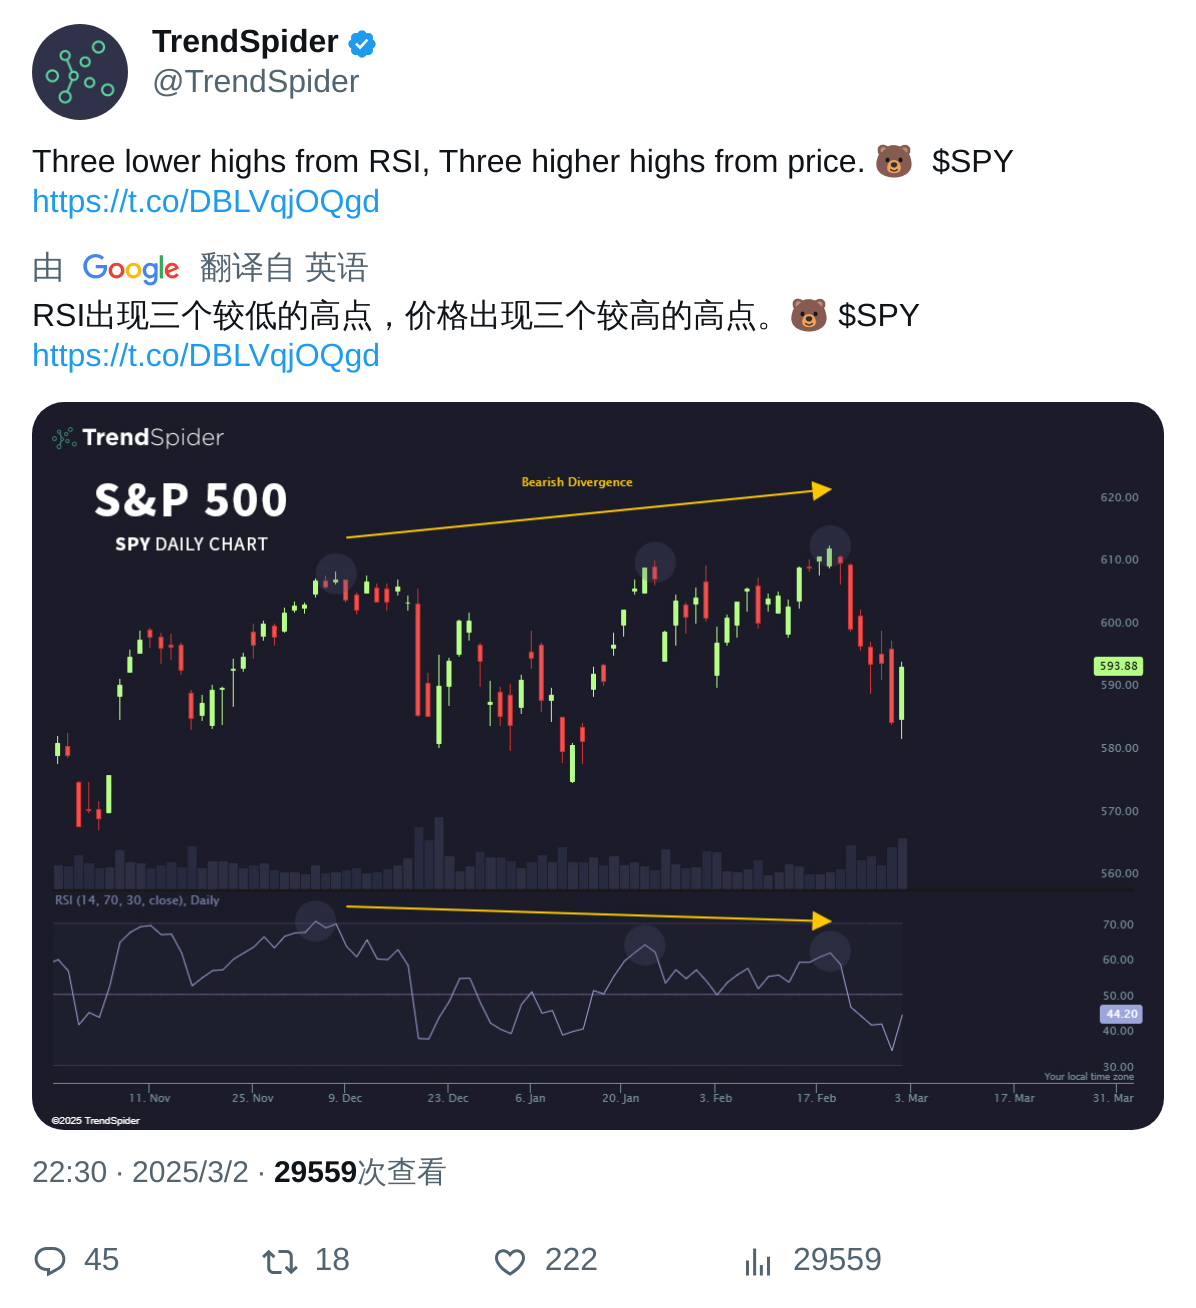 TrendSpider
@TrendSpider
Three lower highs from RSI, Three higher highs from price. 🐻 $SPY
https://t.co/DBLVqjOQgd
由 Google 翻译自 英语
RSI出现三个较低的高点，价格出现三个较高的高点。🐻 $SPY
https://t.co/DBLVqjOQgd
TrendSpider
S&P 500
SPY DAILY CHART
Bearish Divergence
620.00
610.00
600.00
593.88
590.00
580.00
570.00
560.00
RSI (14, 70, 30, close), Daily
70.00
60.00
50.00
44.20
40.00
30.00
Your local time zone
11. Nov 25. Nov 9. Dec 23. Dec 6. Jan 20. Jan 3. Feb 17. Feb 3. Mar 17. Mar 31. Mar
©2025 TrendSpider
22:30 · 2025/3/2 · 29559次查看
45 18 222 29559